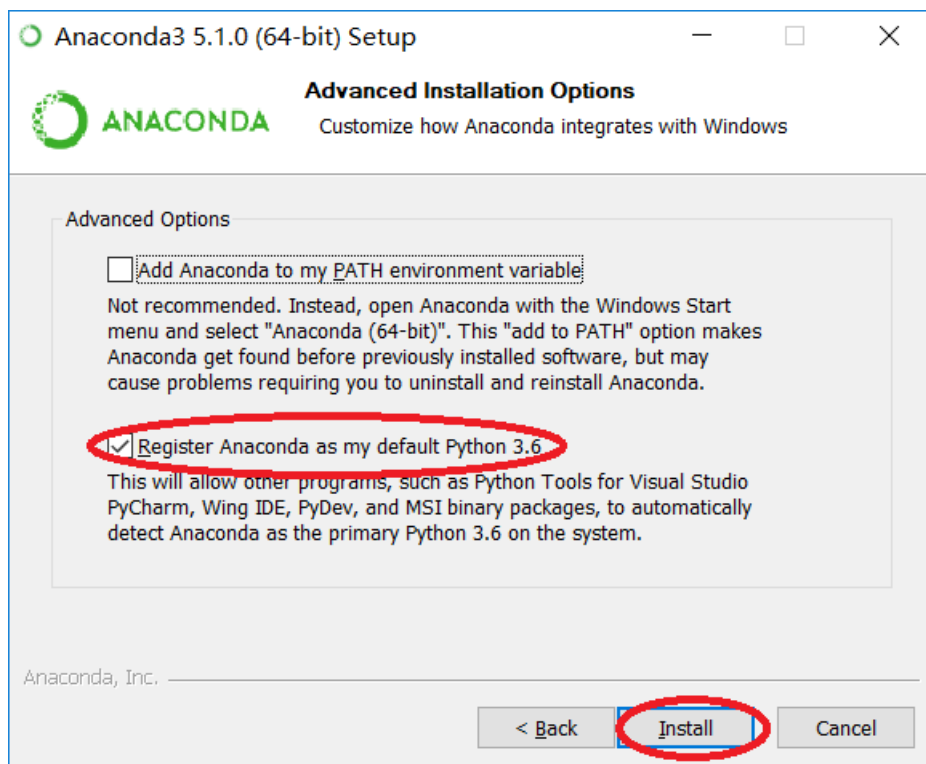 Anaconda3 5.1.0 (64-bit) Setup
ANACONDA
Advanced Installation Options
Customize how Anaconda integrates with Windows
Advanced Options
Add Anaconda to my PATH environment variable
Not recommended. Instead, open Anaconda with the Windows Start
menu and select "Anaconda (64-bit)". This "add to PATH" option makes
Anaconda get found before previously installed software, but may
cause problems requiring you to uninstall and reinstall Anaconda.
Register Anaconda as my default Python 3.6
This will allow other programs, such as Python Tools for Visual Studio
PyCharm, Wing IDE, PyDev, and MSI binary packages, to automatically
detect Anaconda as the primary Python 3.6 on the system.
Anaconda, Inc.
< Back
Install
Cancel